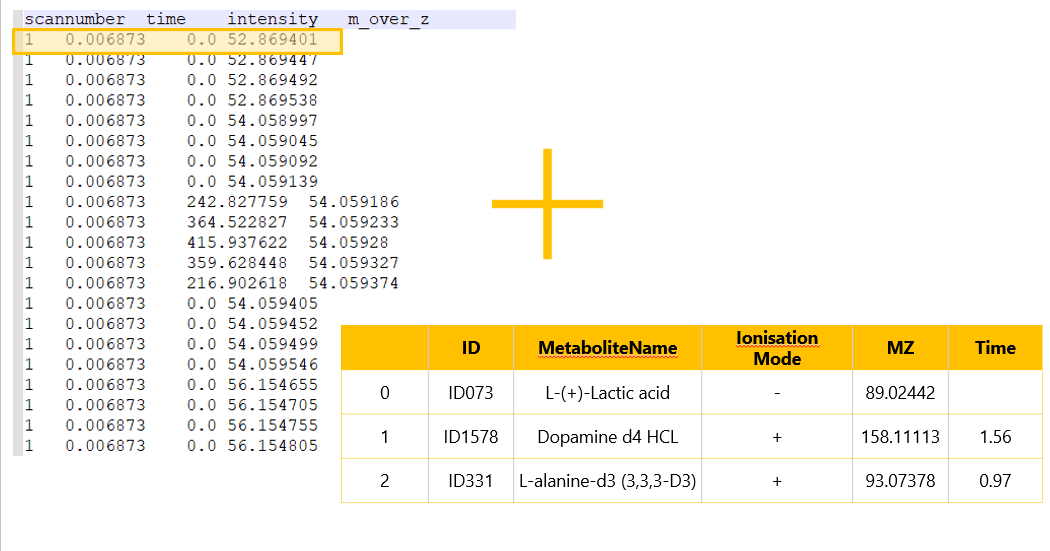 scannumber time intensity m_over_z
1 0.006873 0.0 52.869401
1 0.006873 0.0 52.869447
1 0.006873 0.0 52.869492
1 0.006873 0.0 52.869538
1 0.006873 0.0 54.058997
1 0.006873 0.0 54.059045
1 0.006873 0.0 54.059092
1 0.006873 0.0 54.059139
1 0.006873 242.827759 54.059186
1 0.006873 364.522827 54.059233
1 0.006873 415.937622 54.05928
1 0.006873 359.628448 54.059327
1 0.006873 216.902618 54.059374
1 0.006873 0.0 54.059405
1 0.006873 0.0 54.059452
1 0.006873 0.0 54.059499
1 0.006873 0.0 54.059546
1 0.006873 0.0 56.154655
1 0.006873 0.0 56.154705
1 0.006873 0.0 56.154755
1 0.006873 0.0 56.154805
ID MetaboliteName Ionisation Mode MZ Time
0 ID073 L-(+)-Lactic acid - 89.02442
1 ID1578 Dopamine d4 HCL + 158.11113 1.56
2 ID331 L-alanine-d3 (3,3,3-D3) + 93.07378 0.97